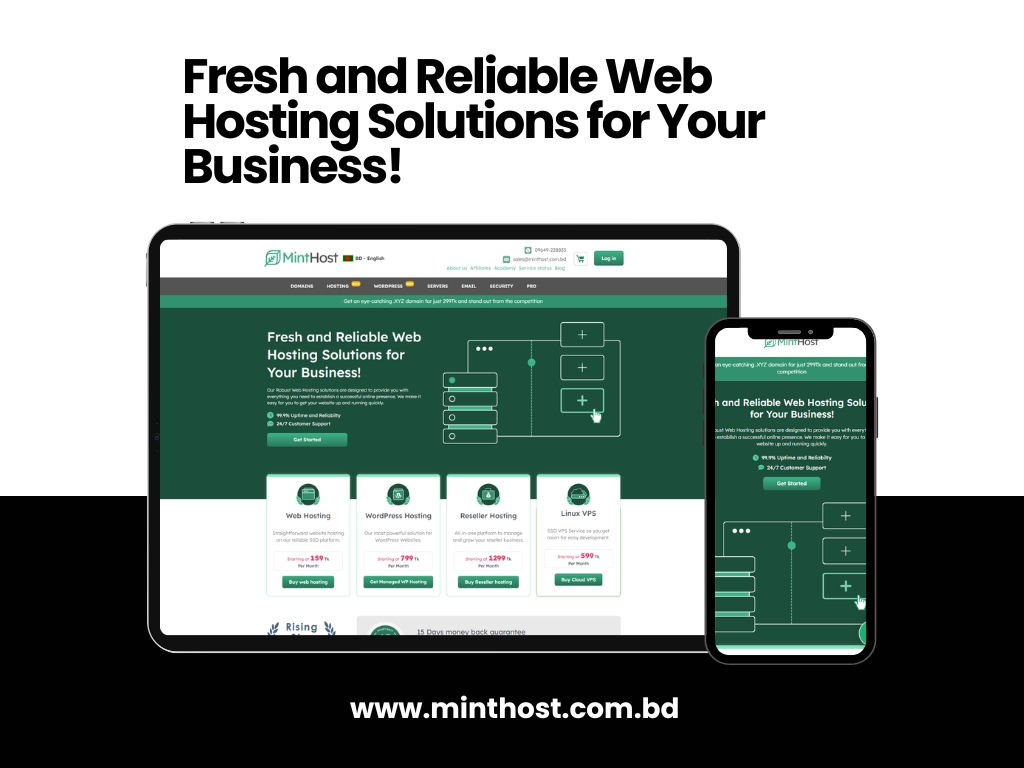 Fresh and Reliable Web
Hosting Solutions for Your
Business!
MintHost
BD - English
09649-228833
sales@minthost.com.bd
Log in
About us Affiliates Academy Service status Blog
DOMAINS HOSTING WORDPRESS SERVERS EMAIL SECURITY PRO
Get an eye-catching .XYZ domain for just 299Tk and stand out from the competition
Fresh and Reliable Web
Hosting Solutions for
Your Business!
Our Robust Web Hosting solutions are designed to provide you with
everything you need to establish a successful online presence. We make it
easy for you to get your website up and running quickly.
99.9% Uptime and Reliabilty
24/7 Customer Support
Get Started
Web Hosting
Straightforward website hosting
on our reliable SSD platform.
Starting at 159 Tk
Per Month
Buy web hosting
WordPress Hosting
Our most powerful solution for
WordPress Websites
Starting at 799 Tk
Per Month
Get Managed WP Hosting
Reseller Hosting
All-in-one platform to manage
and grow your reseller business.
Starting at 1299 Tk
Per Month
Buy Reseller hosting
Linux VPS
SSD VPS Service so you get
room for easy development
Starting at 599 Tk
Per Month
Buy Cloud VPS
Rising
15 Days money back guarantee
MintHost
an eye-catching .XYZ domain for just 299Tk and stand out from
competition
h and Reliable Web Hosting Solu
for Your Business!
bust Web Hosting solutions are designed to provide you with everyt
establish a successful online presence. We make it easy for you to
website up and running quickly.
99.9% Uptime and Reliabilty
24/7 Customer Support
Get Started
www.minthost.com.bd